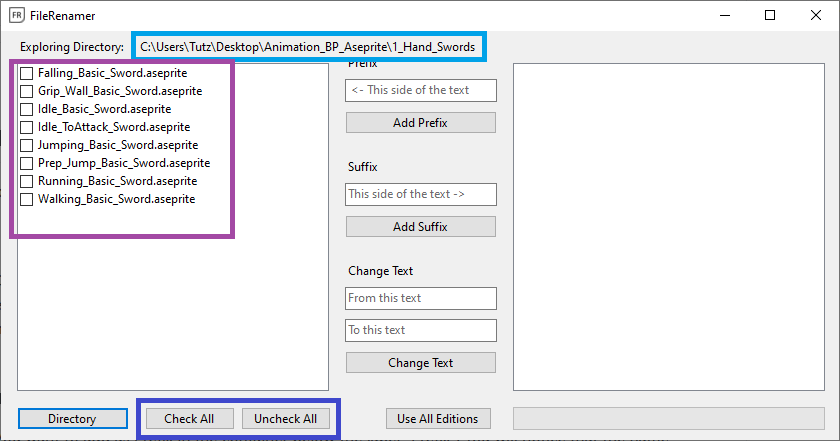 FR FileRenamer
Exploring Directory: C:\Users\Tutz\Desktop\Animation_BP_Aseprite\1_Hand_Swords
Falling_Basic_Sword.aseprite
Grip_Wall_Basic_Sword.aseprite
Idle_Basic_Sword.aseprite
Idle_ToAttack_Sword.aseprite
Jumping_Basic_Sword.aseprite
Prep_Jump_Basic_Sword.aseprite
Running_Basic_Sword.aseprite
Walking_Basic_Sword.aseprite
Prefix
<- This side of the text
Add Prefix
Suffix
This side of the text ->
Add Suffix
Change Text
From this text
To this text
Change Text
Directory
Check All
Uncheck All
Use All Editions